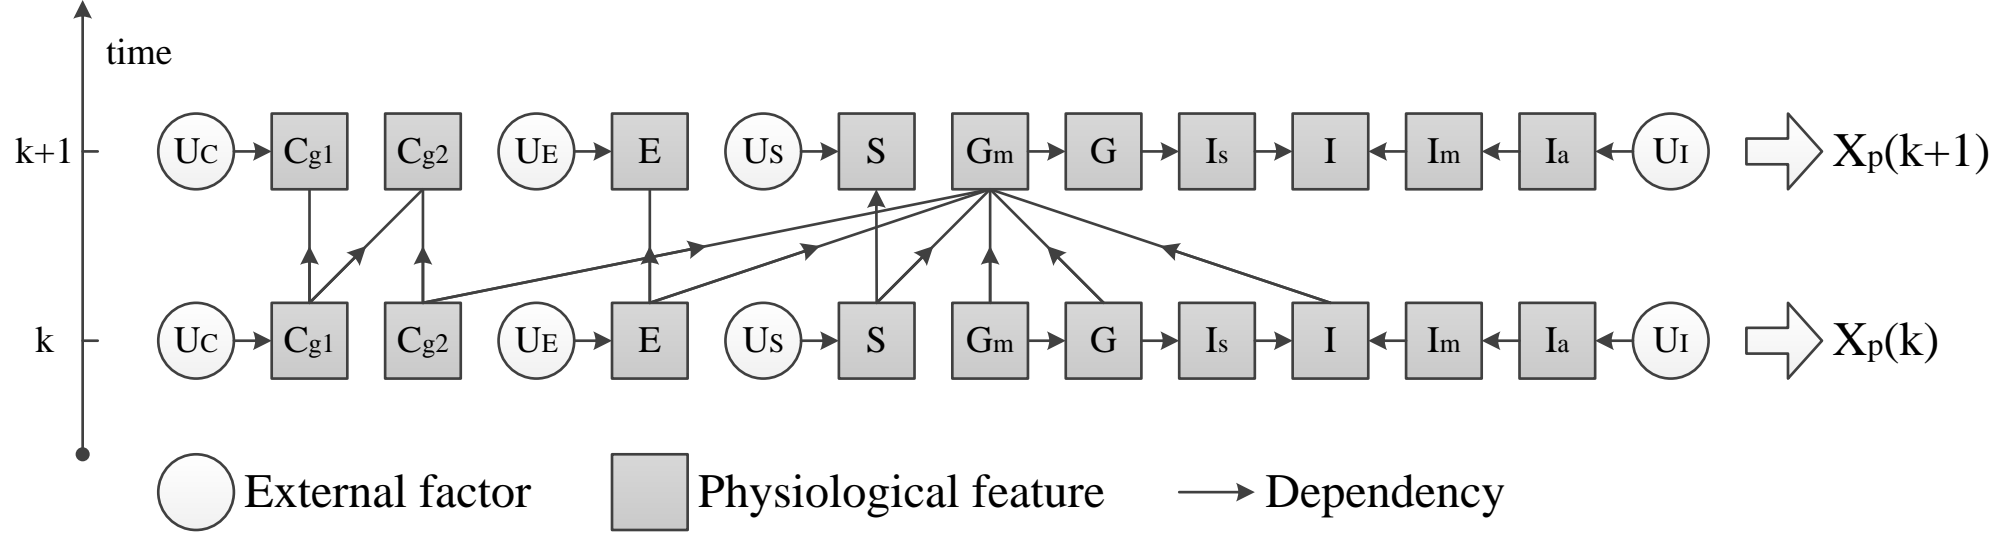 time
k+1 UC Cg1 Cg2 UE E US S Gm G Is I Im Ia UI Xp(k+1)
k UC Cg1 Cg2 UE E US S Gm G Is I Im Ia UI Xp(k)
External factor Physiological feature Dependency